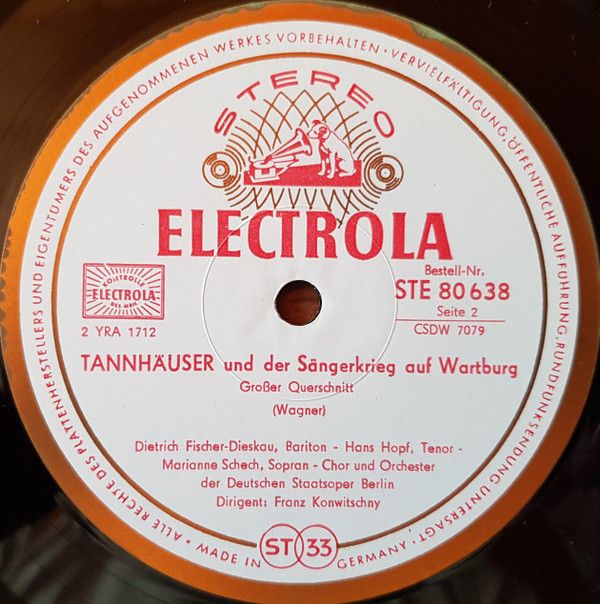 ALLE RECHTE DES PLATTENHERSTELLERS UND EIGENTÜMERS DES AUFGENOMMENEN WERKES VORBEHALTEN · VERVIELFÄLTIGUNG, ÖFFENTLICHE AUFFÜHRUNG, RUNDFUNKSENDUNG UNTERSAGT ·
STEREO
ELECTROLA
ELECTROLA
2 YRA 1712
Bestell-Nr.
STE 80 638
Seite 2
CSDW 7079
TANNHÄUSER und der Sängerkrieg auf Wartburg
Großer Querschnitt
(Wagner)
Dietrich Fischer-Dieskau, Bariton - Hans Hopf, Tenor -
Marianne Schech, Sopran - Chor und Orchester
der Deutschen Staatsoper Berlin
Dirigent: Franz Konwitschny
MADE IN GERMANY
ST 33